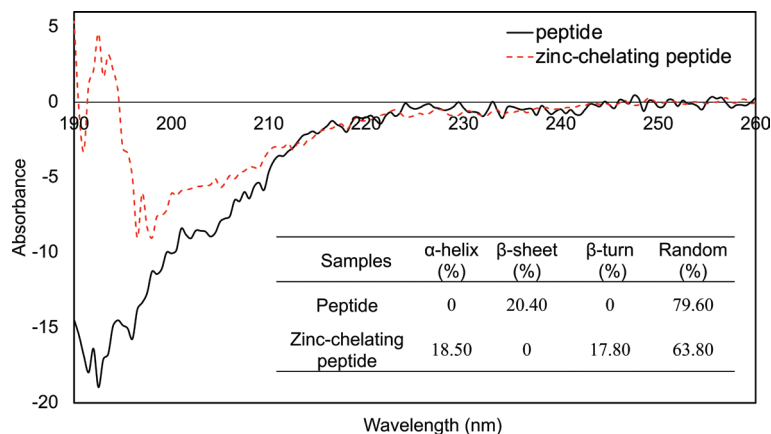 5
peptide
zinc-chelating peptide
0
190 200 210 220 230 240 250 260
-5
Absorbance
Samples α-helix (%) β-sheet (%) β-turn (%) Random (%)
Peptide 0 20.40 0 79.60
Zinc-chelating peptide 18.50 0 17.80 63.80
-10
-15
-20
Wavelength (nm)